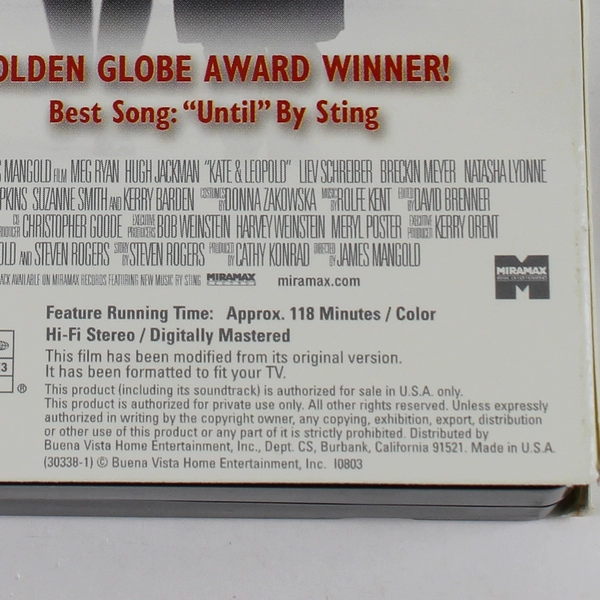 OLDEN GLOBE AWARD WINNER!
Best Song: "Until" By Sting
MANGOLD FILM MEG RYAN HUGH JACKMAN "KATE & LEOPOLD" LIEV SCHREIBER BRECKIN MEYER NATASHA LYONNE
PKINS SUZANNE SMITH AND KERRY BARDEN COSTUMES BY DONNA ZAKOWSKA MUSIC BY ROLFE KENT EDITED BY DAVID BRENNER
CO PRODUCER CHRISTOPHER GOODE EXECUTIVE PRODUCERS BOB WEINSTEIN HARVEY WEINSTEIN MERYL POSTER EXECUTIVE PRODUCER KERRY ORENT
OLD AND STEVEN ROGERS STORY BY STEVEN ROGERS PRODUCED BY CATHY KONRAD DIRECTED BY JAMES MANGOLD
ACK AVAILABLE ON MIRAMAX RECORDS FEATURING NEW MUSIC BY STING MIRAMAX miramax.com
MIRAMAX
Feature Running Time: Approx. 118 Minutes / Color
Hi-Fi Stereo / Digitally Mastered
This film has been modified from its original version.
It has been formatted to fit your TV.
3
®
This product (including its soundtrack) is authorized for sale in U.S.A. only.
This product is authorized for private use only. All other rights reserved. Unless expressly
authorized in writing by the copyright owner, any copying, exhibition, export, distribution
or other use of this product or any part of it is strictly prohibited. Distributed by
Buena Vista Home Entertainment, Inc., Dept. CS, Burbank, California 91521. Made in U.S.A.
(30338-1) © Buena Vista Home Entertainment, Inc. I0803